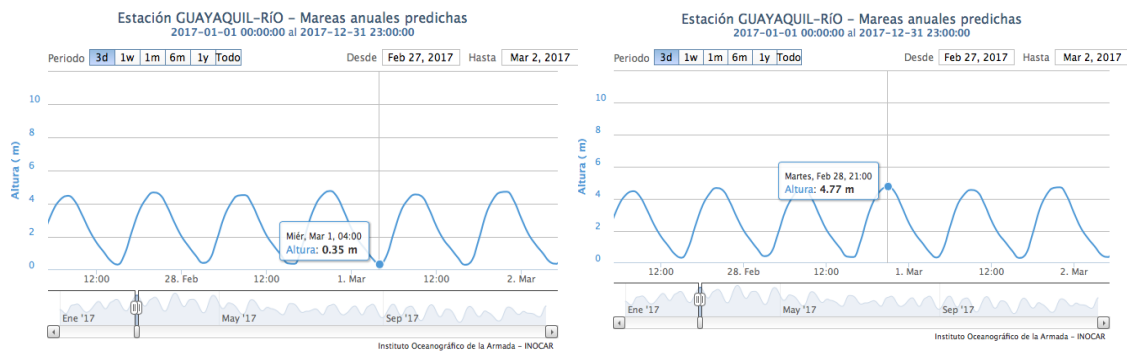 Estación GUAYAQUIL-RíO – Mareas anuales predichas
2017-01-01 00:00:00 al 2017-12-31 23:00:00
Periodo 3d 1w 1m 6m 1y Todo Desde Feb 27, 2017 Hasta Mar 2, 2017
Altura ( m)
10
8
6
4
2
0
Miér, Mar 1, 04:00
Altura: 0.35 m
12:00 28. Feb 12:00 1. Mar 12:00 2. Mar
Ene '17 May '17 Sep '17
Instituto Oceanográfico de la Armada – INOCAR
Estación GUAYAQUIL-RíO – Mareas anuales predichas
2017-01-01 00:00:00 al 2017-12-31 23:00:00
Periodo 3d 1w 1m 6m 1y Todo Desde Feb 27, 2017 Hasta Mar 2, 2017
Altura ( m)
10
8
6
4
2
0
Martes, Feb 28, 21:00
Altura: 4.77 m
12:00 28. Feb 12:00 1. Mar 12:00 2. Mar
Ene '17 May '17 Sep '17
Instituto Oceanográfico de la Armada – INOCAR